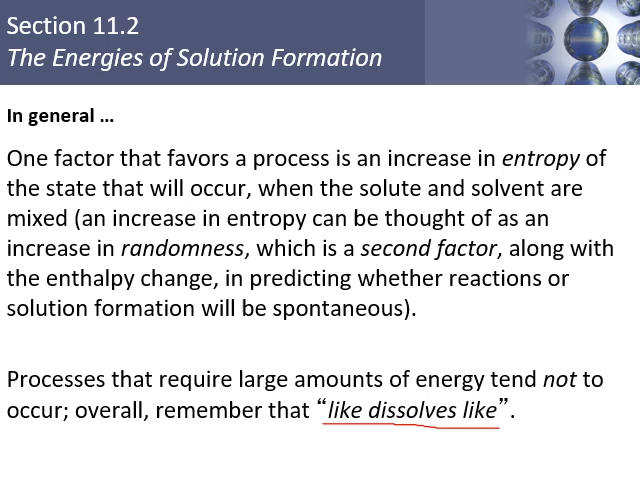 Section 11.2
The Energies of Solution Formation
In general …
One factor that favors a process is an increase in entropy of
the state that will occur, when the solute and solvent are
mixed (an increase in entropy can be thought of as an
increase in randomness, which is a second factor, along with
the enthalpy change, in predicting whether reactions or
solution formation will be spontaneous).
Processes that require large amounts of energy tend not to
occur; overall, remember that “like dissolves like”.